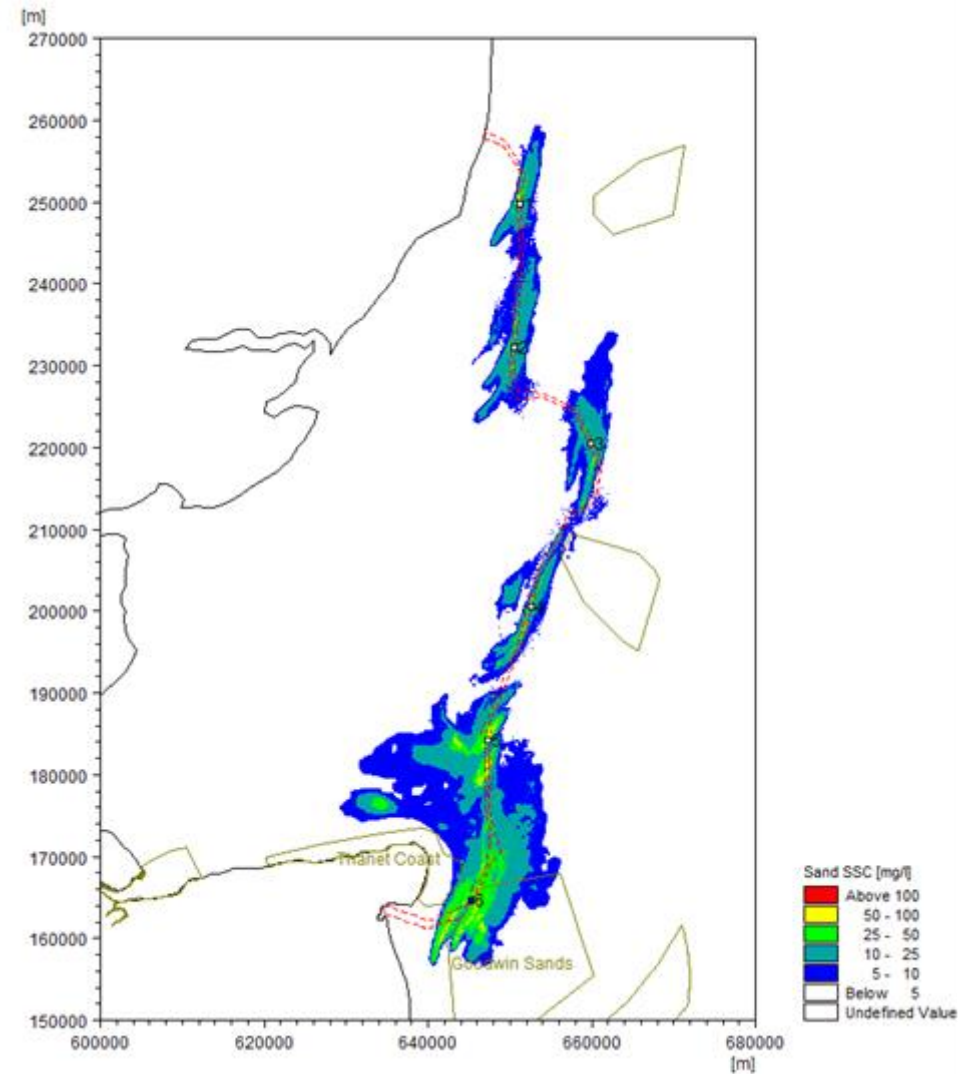 [m]
270000
260000
250000
240000
230000
220000
210000
200000
190000
180000
170000
160000
150000
2
3
Thanet Coast
Goodwin Sands
600000 620000 640000 660000 680000
[m]
Sand SSC [mg/l]
Above 100
50 - 100
25 - 50
10 - 25
5 - 10
Below 5
Undefined Value